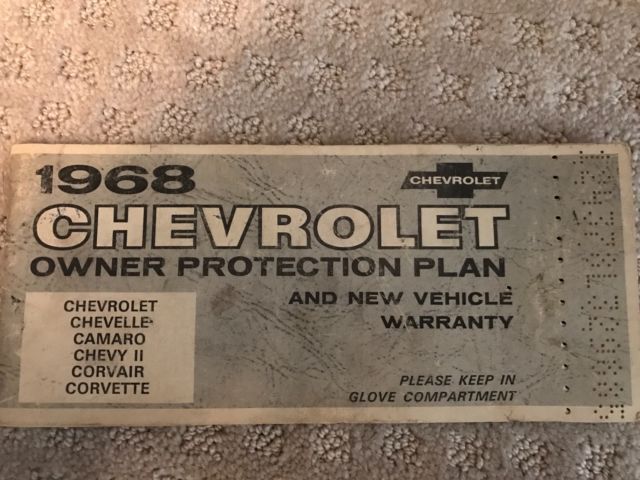 1968
CHEVROLET
CHEVROLET
OWNER PROTECTION PLAN
AND NEW VEHICLE
WARRANTY
CHEVROLET
CHEVELLE
CAMARO
CHEVY II
CORVAIR
CORVETTE
PLEASE KEEP IN
GLOVE COMPARTMENT